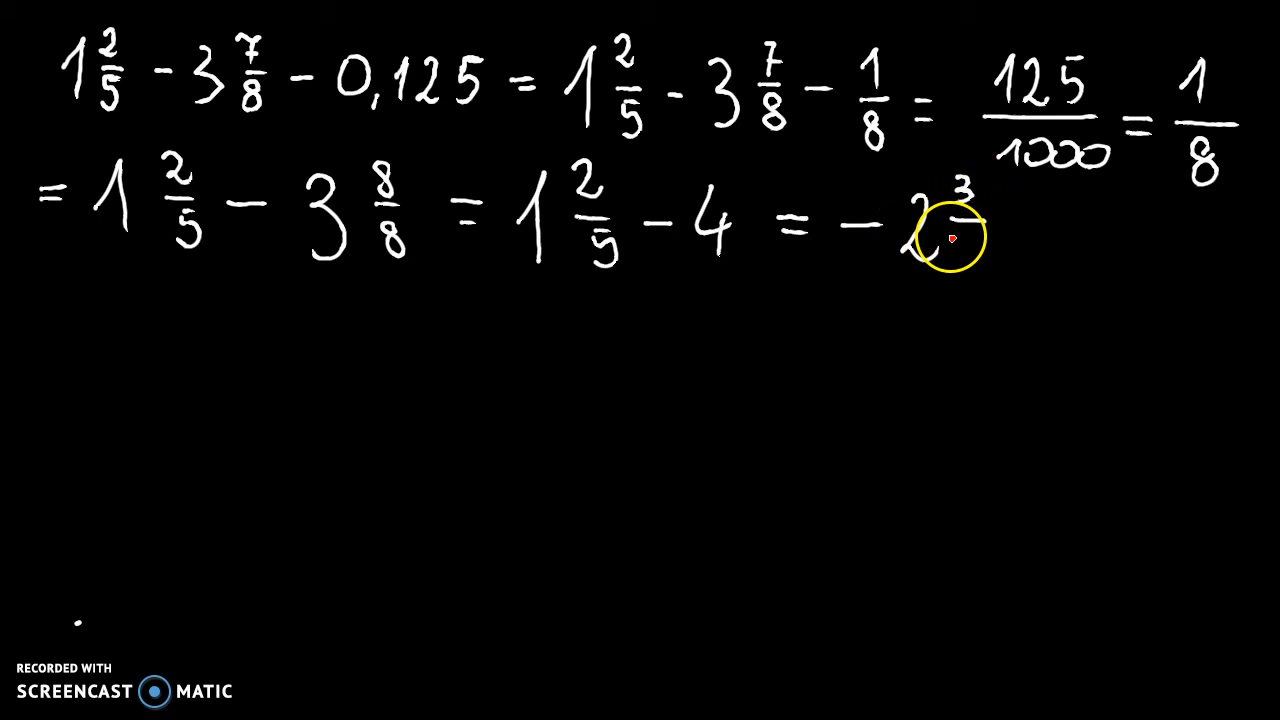 1 2/5 - 3 7/8 - 0,125 = 1 2/5 - 3 7/8 - 1/8 = 125/1000 = 1/8
= 1 2/5 - 3 8/8 = 1 2/5 - 4 = - 2 3/
RECORDED WITH
SCREENCAST MATIC